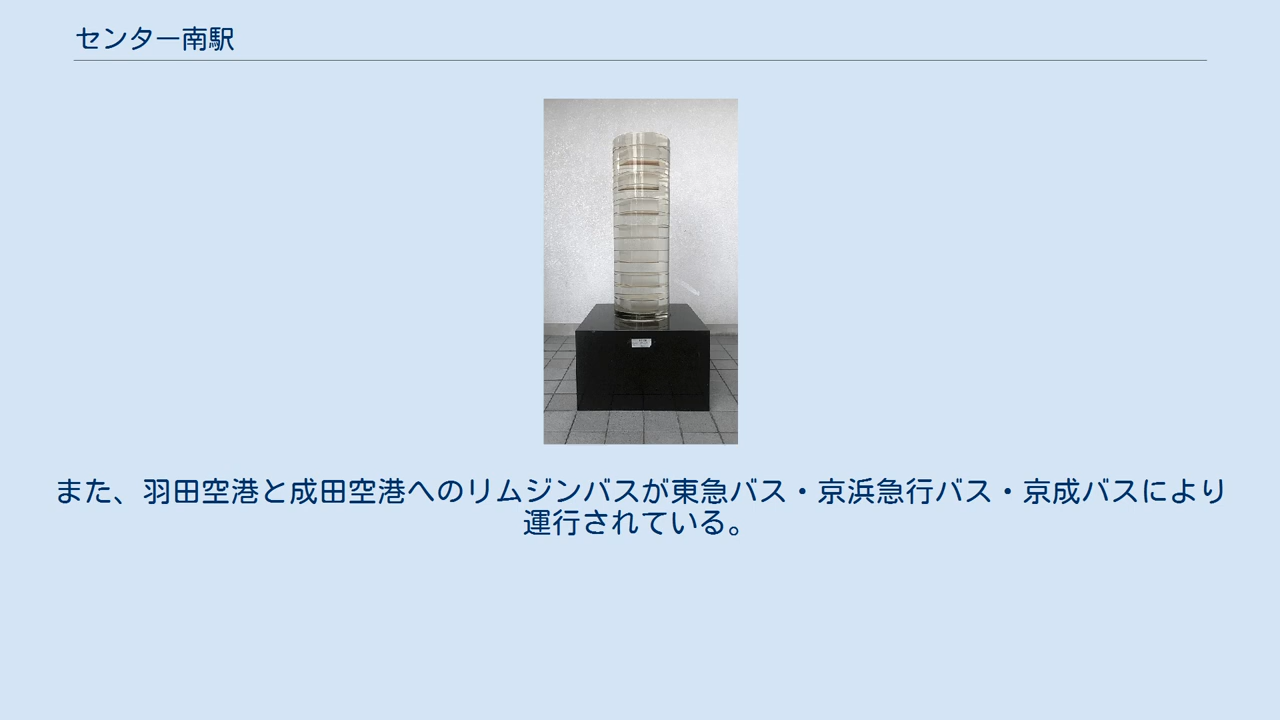 センター南駅
また、羽田空港と成田空港へのリムジンバスが東急バス・京浜急行バス・京成バスにより
運行されている。